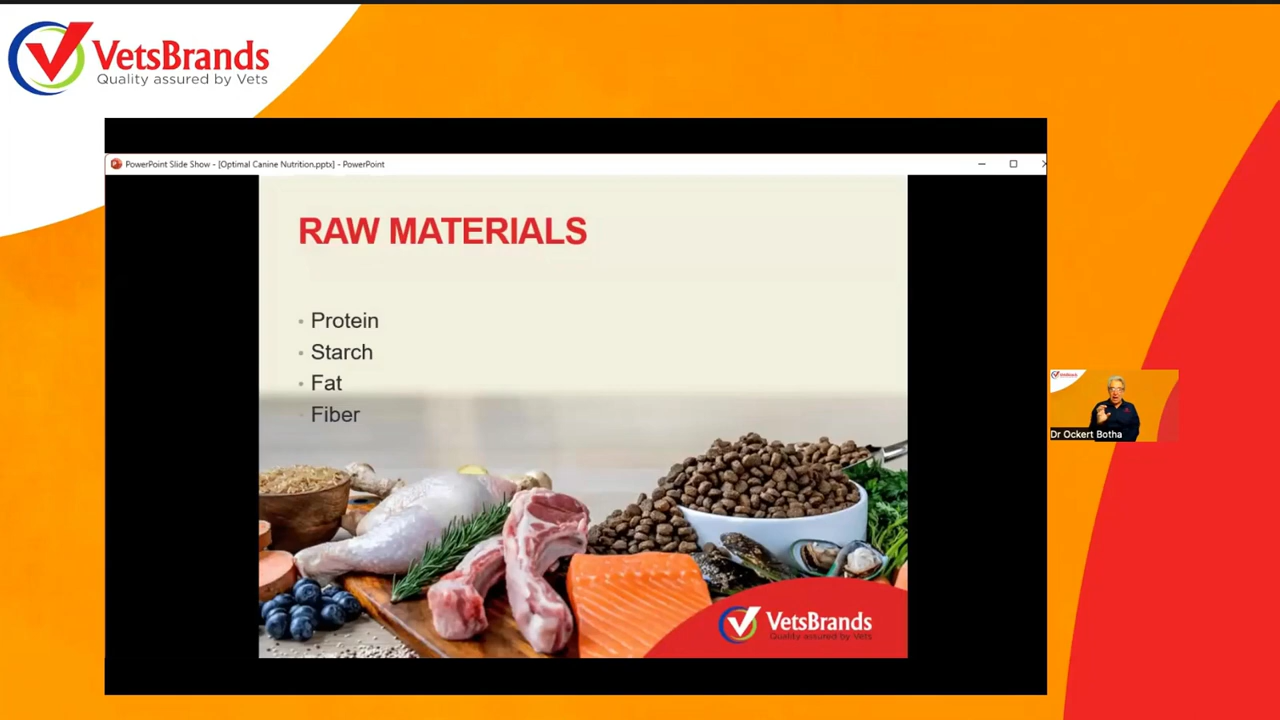 VetsBrands
Quality assured by Vets
PowerPoint Slide Show - [Optimal Canine Nutrition.pptx] - PowerPoint
RAW MATERIALS
• Protein
• Starch
• Fat
• Fiber
VetsBrands
Quality assured by Vets
Dr Ockert Botha